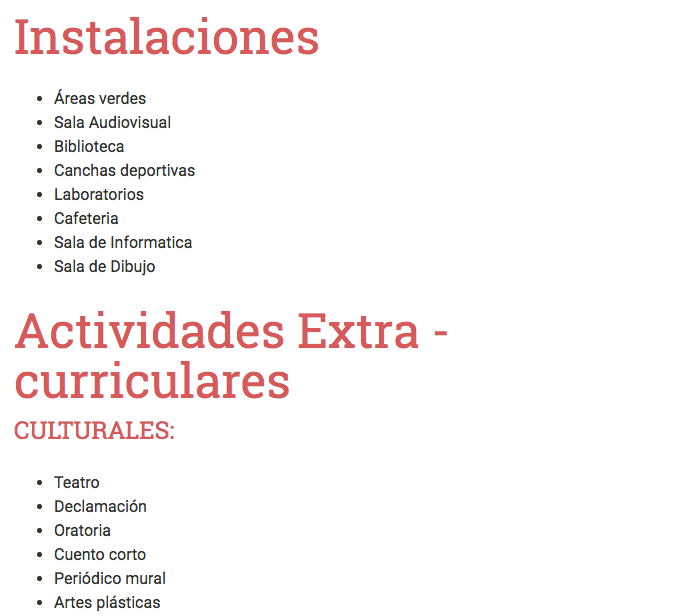 Instalaciones
• Áreas verdes
• Sala Audiovisual
• Biblioteca
• Canchas deportivas
• Laboratorios
• Cafeteria
• Sala de Informatica
• Sala de Dibujo
Actividades Extra -
curriculares
CULTURALES:
• Teatro
• Declamación
• Oratoria
• Cuento corto
• Periódico mural
• Artes plásticas